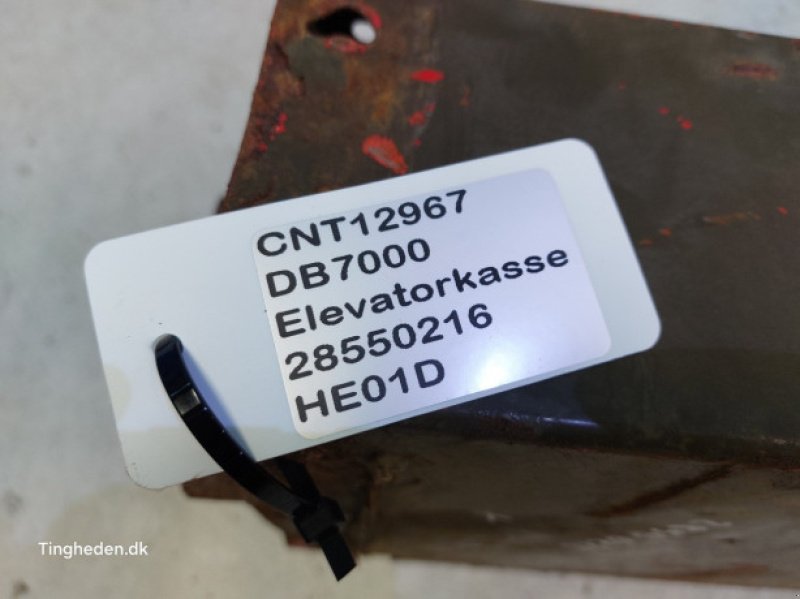 CNT12967
DB7000
Elevatorkasse
28550216
HE01D
Tingheden.dk